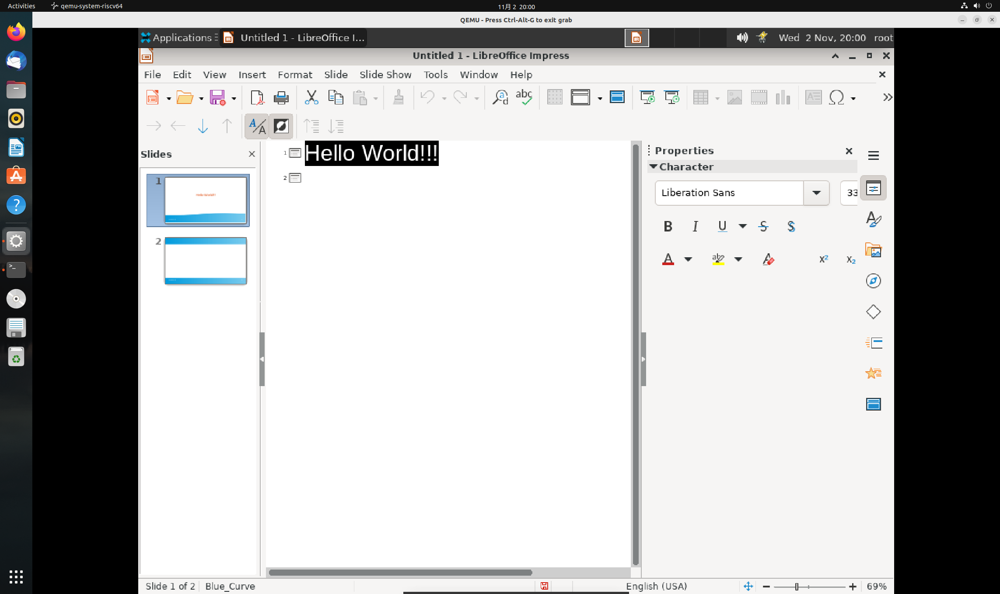 Activities qemu-system-riscv64 11月 2 20:00
QEMU - Press Ctrl-Alt-G to exit grab
Applications Untitled 1 - LibreOffice I... Wed 2 Nov, 20:00 root
Untitled 1 - LibreOffice Impress
File Edit View Insert Format Slide Slide Show Tools Window Help
Slides
1 Hello World!!!
2
1 Hello World!!!
2
Properties
Character
Liberation Sans 33
Slide 1 of 2 Blue_Curve English (USA) 69%